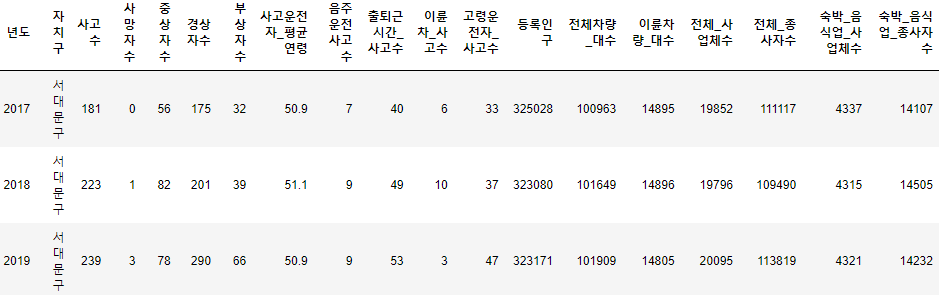 년도 자치구 사고수 사망자수 중상자수 경상자수 부상자수 사고운전자_평균연령 음주운전사고수 출퇴근시간_사고수 이륜차_사고수 고령운전자_사고수 등록인구 전체차량_대수 이륜차량_대수 전체_사업체수 전체_종사자수 숙박_음식업_사업체수 숙박_음식업_종사자수
2017 서대문구 181 0 56 175 32 50.9 7 40 6 33 325028 100963 14895 19852 111117 4337 14107
2018 서대문구 223 1 82 201 39 51.1 9 49 10 37 323080 101649 14896 19796 109490 4315 14505
2019 서대문구 239 3 78 290 66 50.9 9 53 3 47 323171 101909 14805 20095 113819 4321 14232